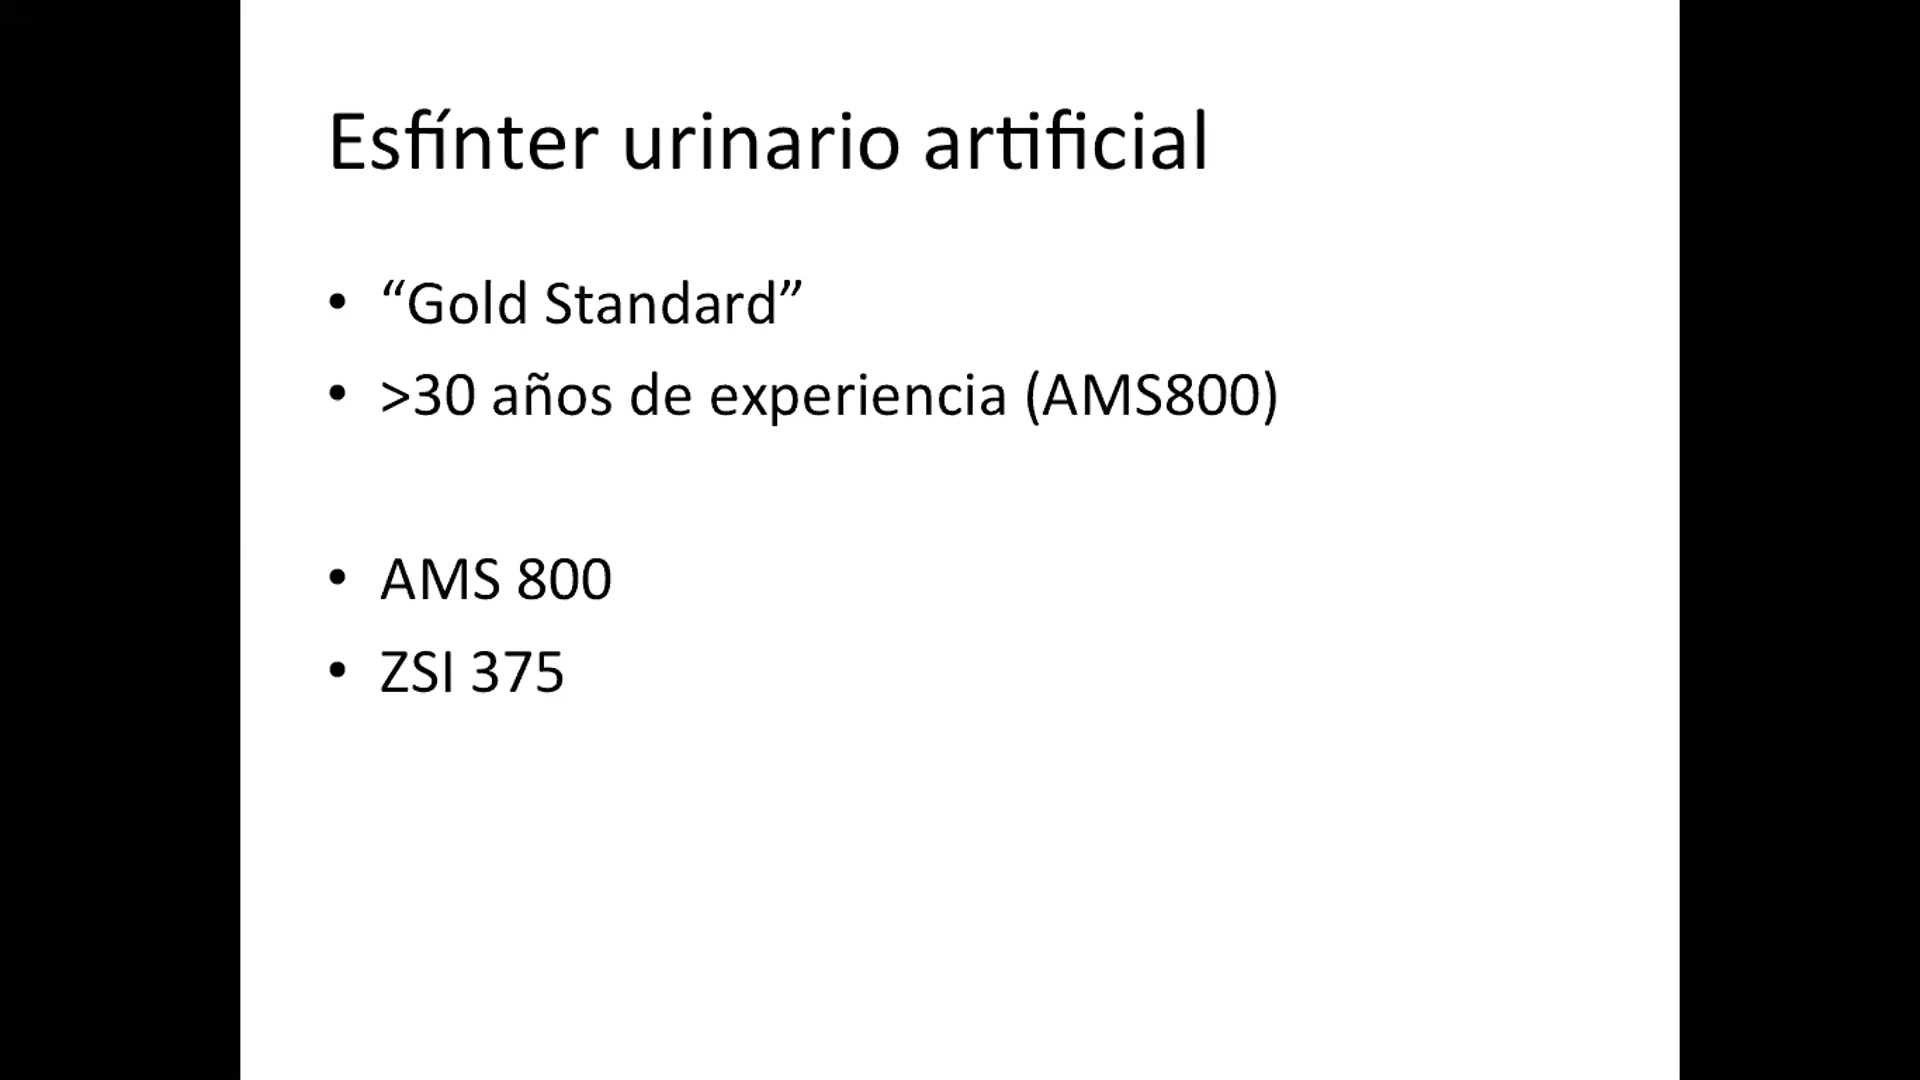 Esfínter urinario artificial
• “Gold Standard”
• >30 años de experiencia (AMS800)
• AMS 800
• ZSI 375